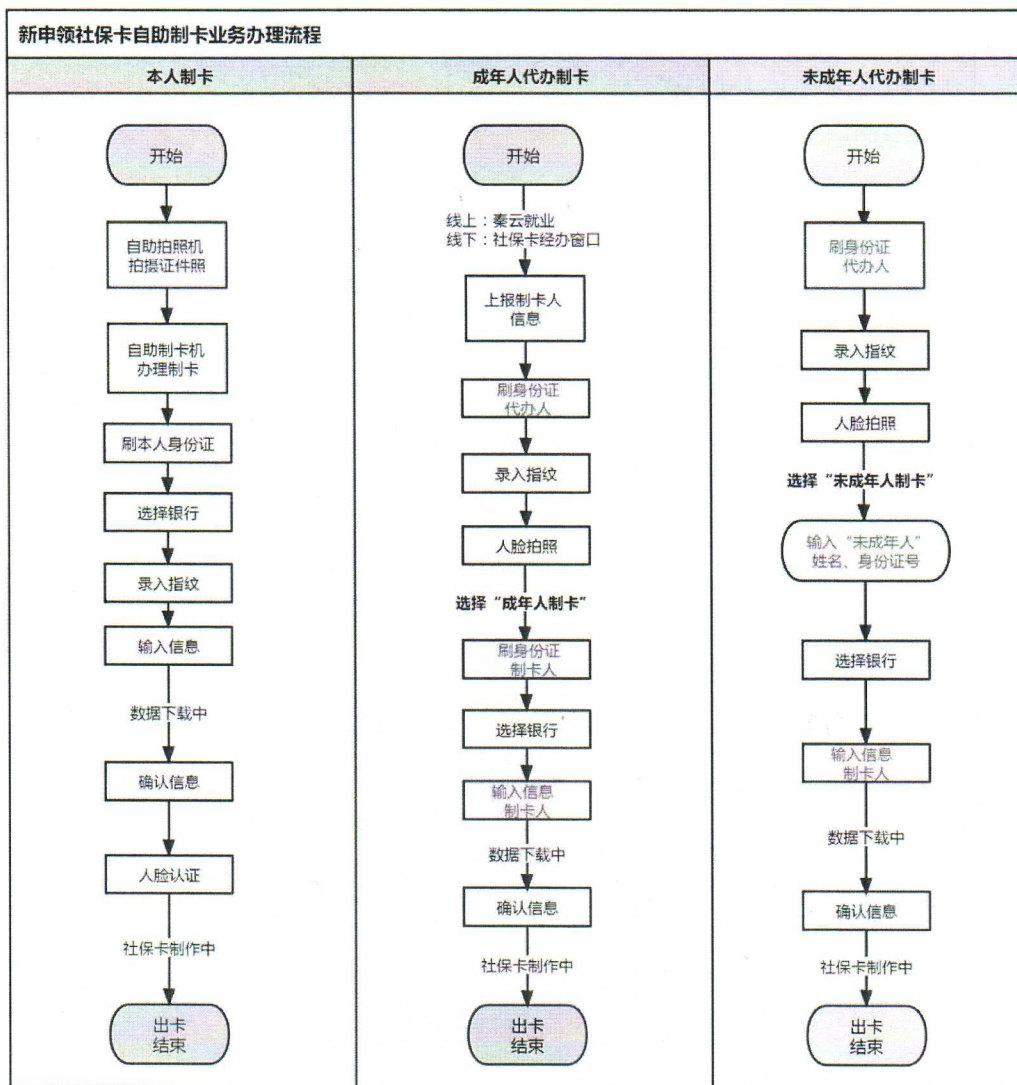 新申领社保卡自助制卡业务办理流程
本人制卡
开始
自助拍照机
拍摄证件照
自助制卡机
办理制卡
刷本人身份证
选择银行
录入指纹
输入信息
数据下载中
确认信息
人脸认证
社保卡制作中
出卡
结束
成年人代办制卡
开始
线上：秦云就业
线下：社保卡经办窗口
上报制卡人
信息
刷身份证
代办人
录入指纹
人脸拍照
选择“成年人制卡”
刷身份证
制卡人
选择银行
输入信息
制卡人
数据下载中
确认信息
社保卡制作中
出卡
结束
未成年人代办制卡
开始
刷身份证
代办人
录入指纹
人脸拍照
选择“未成年人制卡”
输入“未成年人”
姓名、身份证号
选择银行
输入信息
制卡人
数据下载中
确认信息
社保卡制作中
出卡
结束